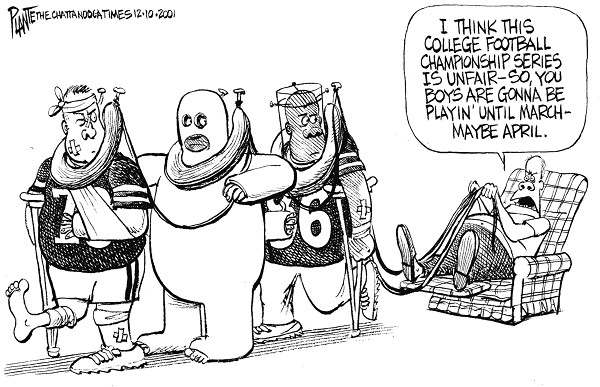 PLANTE THE CHATTANOOGA TIMES 12·10·2001
I THINK THIS
COLLEGE FOOTBALL
CHAMPIONSHIP SERIES
IS UNFAIR-SO, YOU
BOYS ARE GONNA BE
PLAYIN' UNTIL MARCH-
MAYBE APRIL.
6